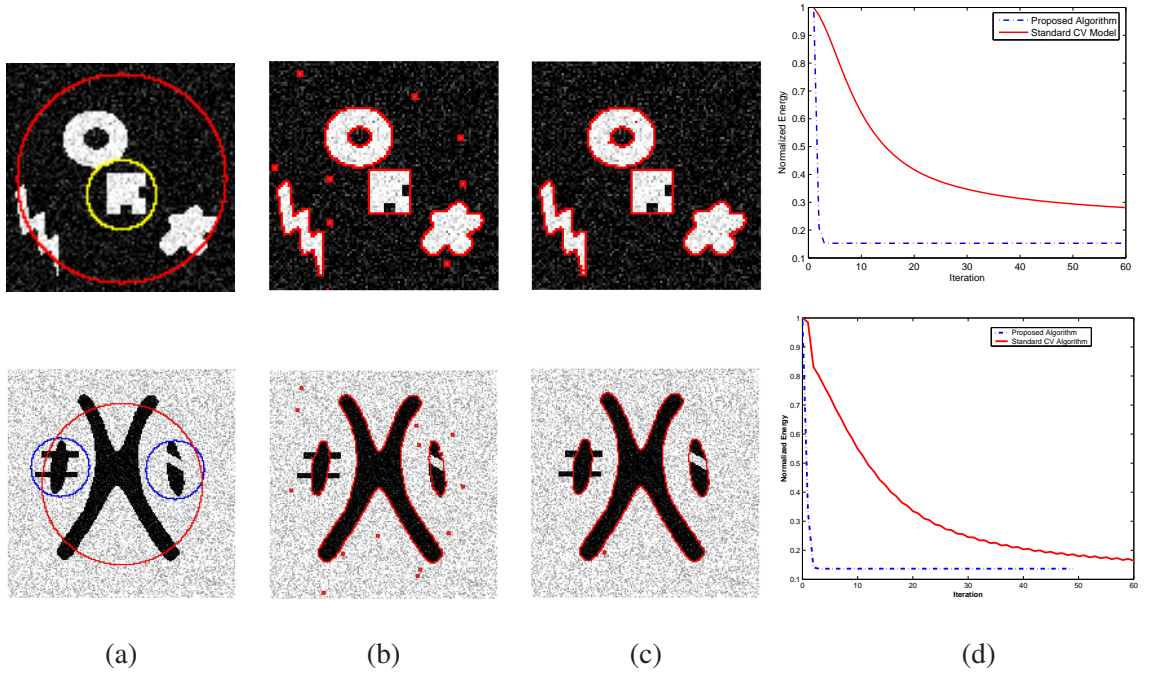 1
0.9
0.8
0.7
0.6
0.5
0.4
0.3
0.2
0.1
Normalized Energy
Proposed Algorithm
Standard CV Model
0 10 20 30 40 50 60
Iteration
1
0.9
0.8
0.7
0.6
0.5
0.4
0.3
0.2
0.1
Normalized Energy
Proposed Algorithm
Standard CV Algorithm
0 10 20 30 40 50 60
Iteration
(a) (b) (c) (d)